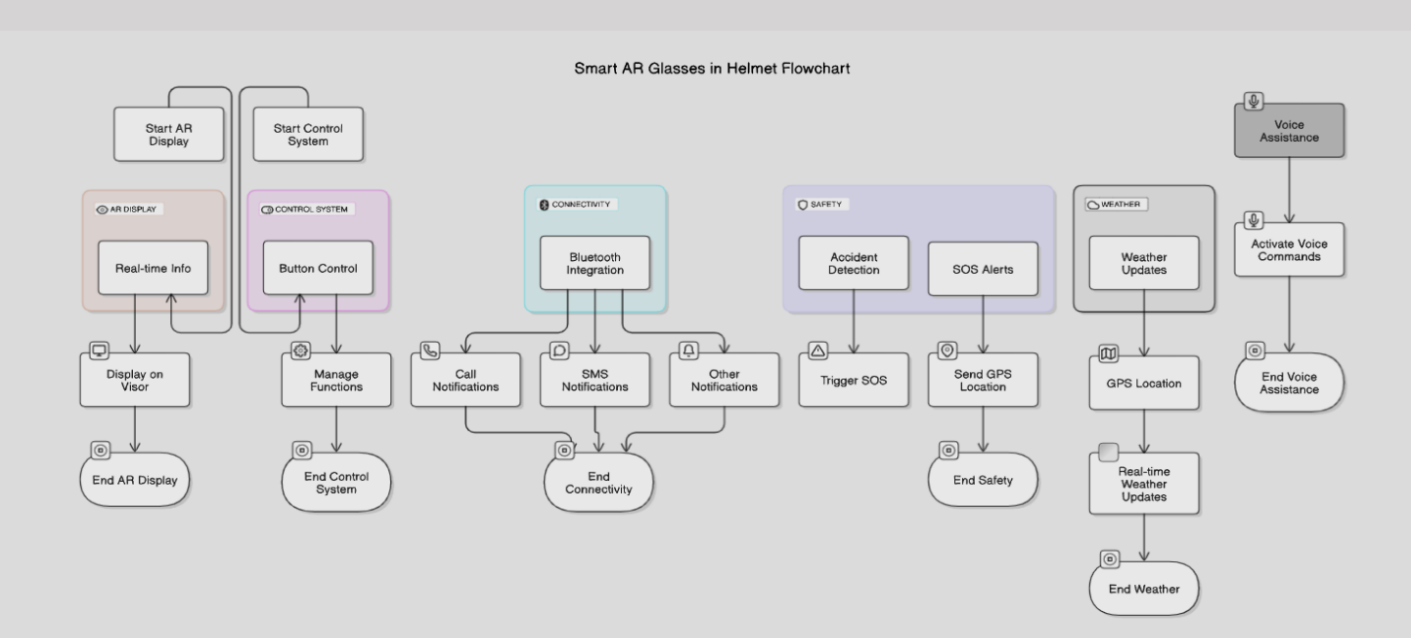 Smart AR Glasses in Helmet Flowchart
Start AR
Display
Start Control
System
Voice
Assistance
AR DISPLAY
CONTROL SYSTEM
CONNECTIVITY
SAFETY
WEATHER
Real-time Info
Button Control
Bluetooth
Integration
Accident
Detection
SOS Alerts
Weather
Updates
Activate Voice
Commands
Display on
Visor
Manage
Functions
Call
Notifications
SMS
Notifications
Other
Notifications
Trigger SOS
Send GPS
Location
GPS Location
End Voice
Assistance
End AR Display
End Control
System
End
Connectivity
End Safety
Real-time
Weather
Updates
End Weather